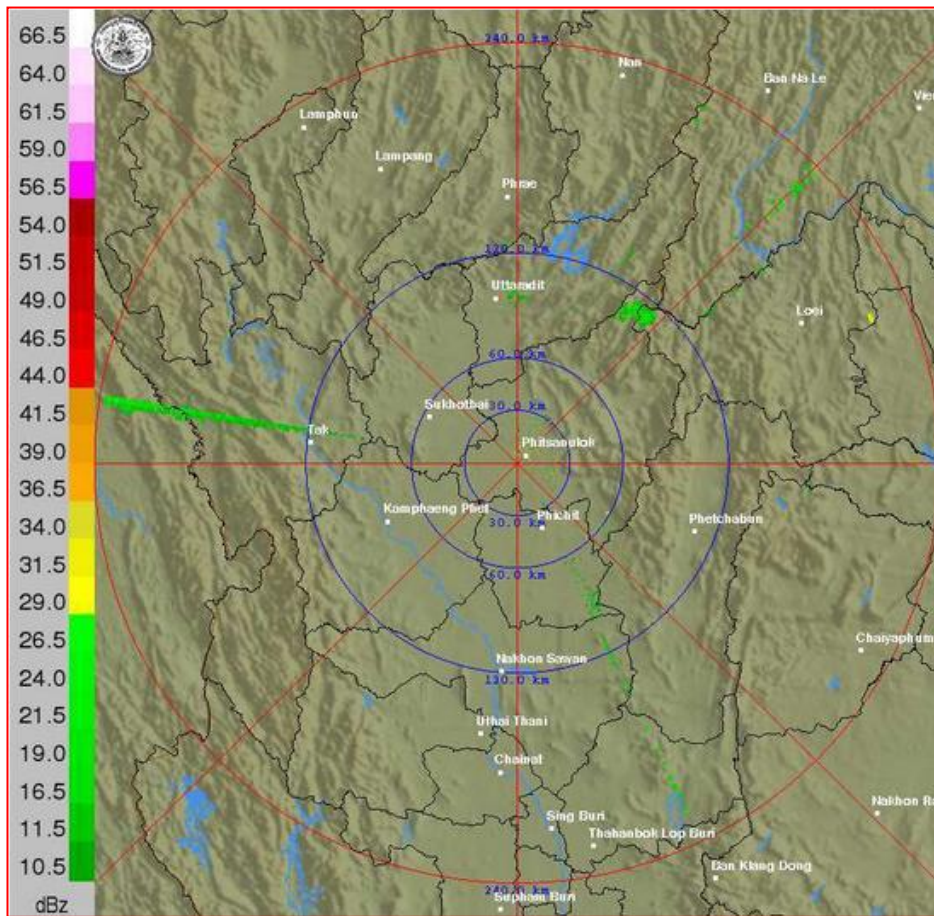 66.5
64.0
61.5
59.0
56.5
54.0
51.5
49.0
46.5
44.0
41.5
39.0
36.5
34.0
31.5
29.0
26.5
24.0
21.5
19.0
16.5
11.5
10.5
dBz
240.0 km
Nan
Ban Na Le
Lamphun
Lampang
Phrae
120.0 km
Uttaradit
Loei
60.0 km
30.0 km
Sukhothai
Tak
Phitsanulok
Kamphaeng Phet
Phichit
Phetchabun
30.0 km
60.0 km
Chaiyaphum
Nakhon Sawan
120.0 km
Uthai Thani
Chainat
Sing Buri
Thahanbok Lop Buri
Ban Klang Dong
240.0 km
Suphan Buri